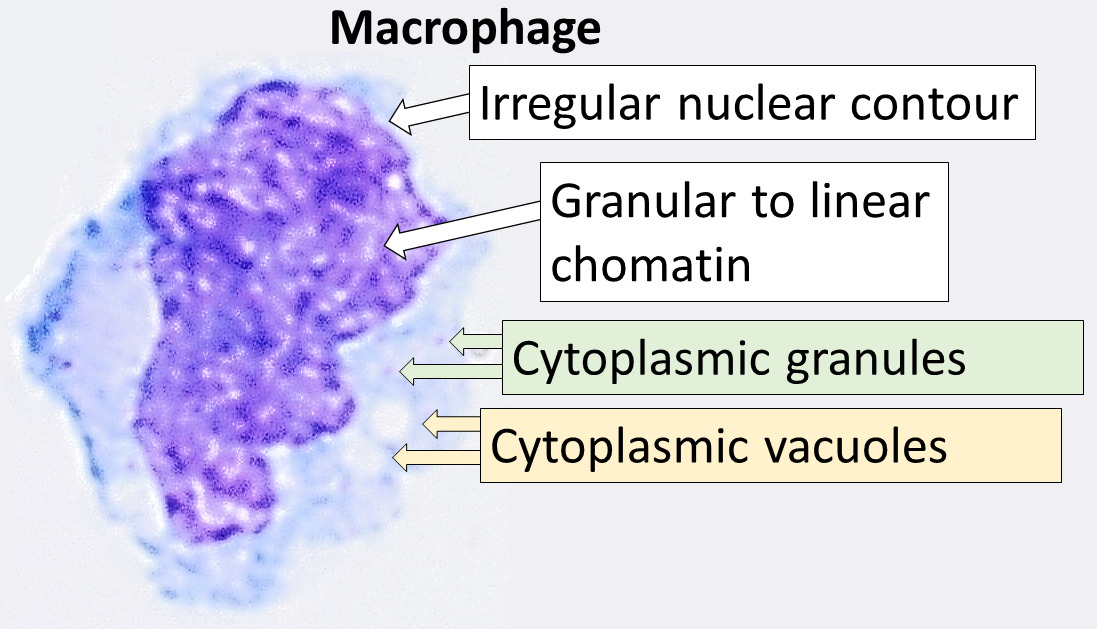 Macrophage
Irregular nuclear contour
Granular to linear
chomatin
Cytoplasmic granules
Cytoplasmic vacuoles